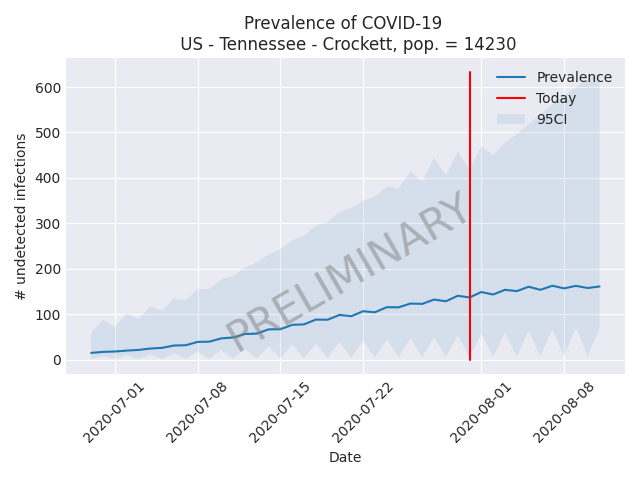 Prevalence of COVID-19
US - Tennessee - Crockett, pop. = 14230
Prevalence
Today
95CI
600
500
400
300
200
100
0
# undetected infections
PRELIMINARY
2020-07-01
2020-07-08
2020-07-15
2020-07-22
2020-08-01
2020-08-08
Date